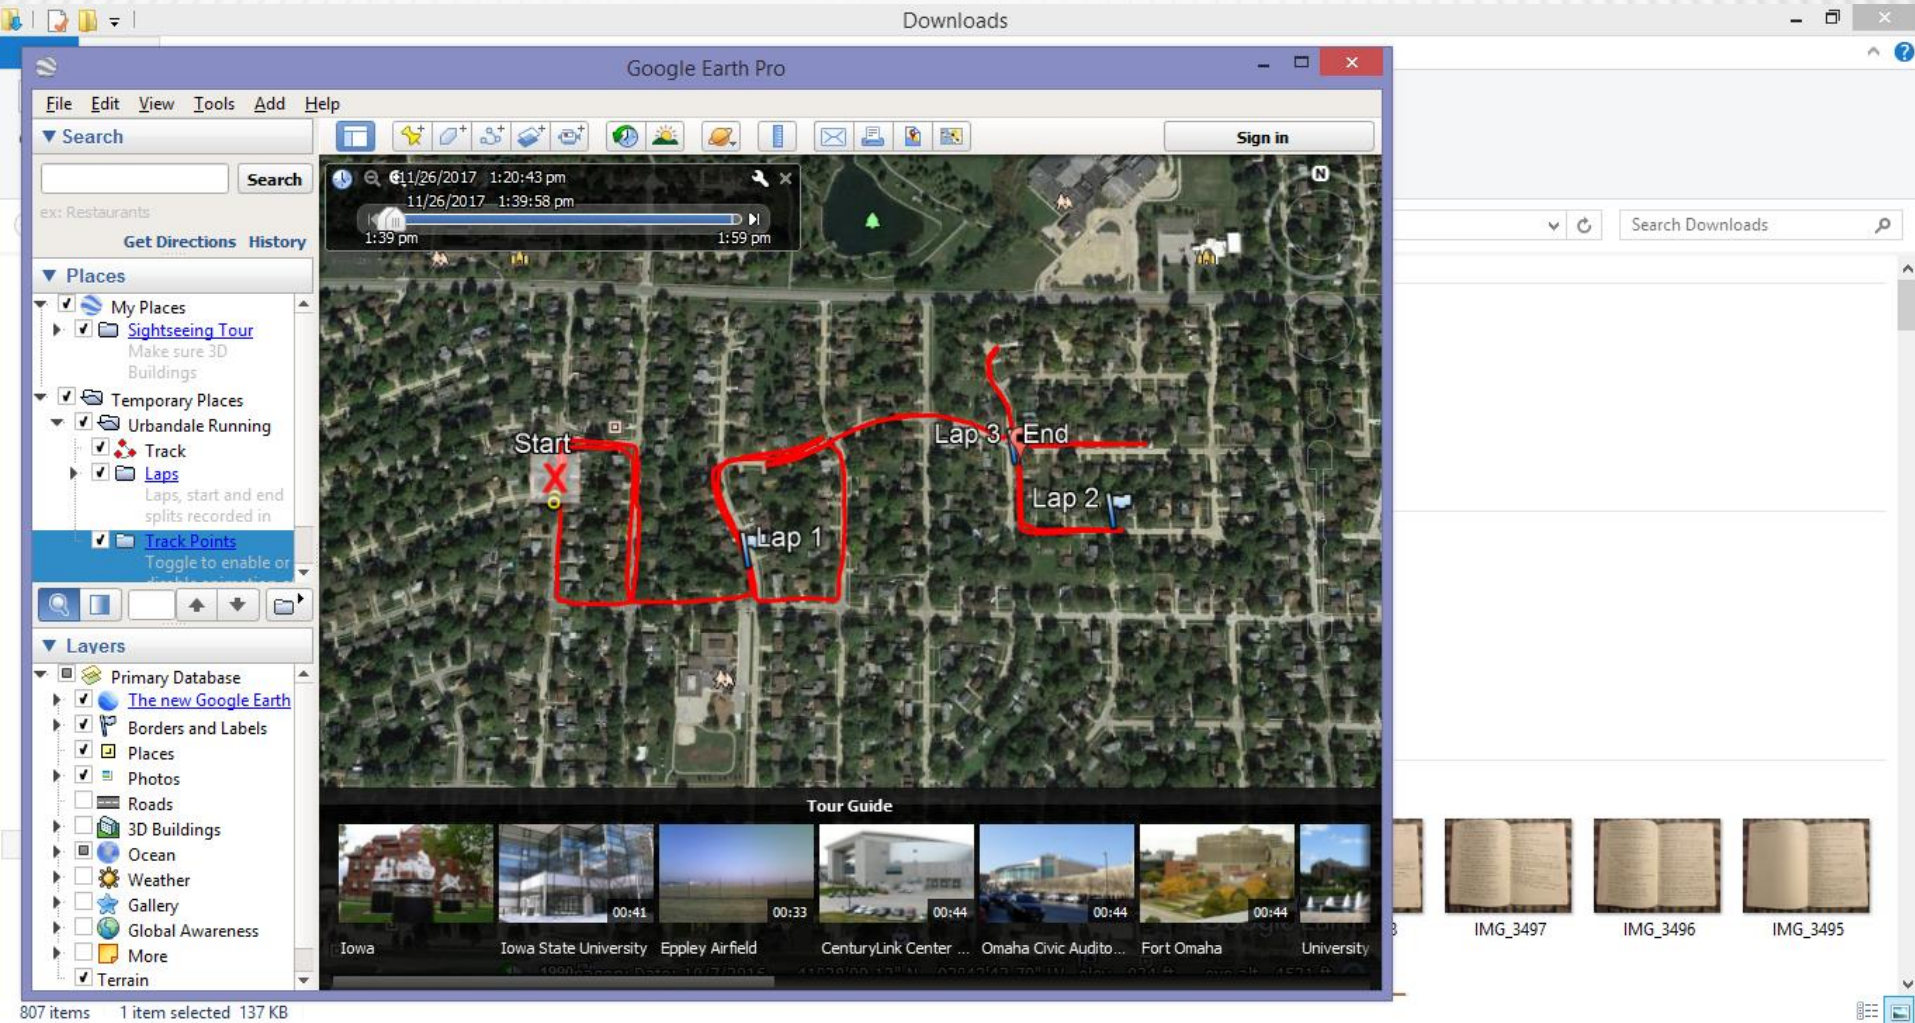 Downloads
Google Earth Pro
File Edit View Tools Add Help
Search
Search
ex: Restaurants
Get Directions History
Places
My Places
Sightseeing Tour
Make sure 3D
Buildings
Temporary Places
Urbandale Running
Track
Laps
Laps, start and end
splits recorded in
Track Points
Toggle to enable or
Layers
Primary Database
The new Google Earth
Borders and Labels
Places
Photos
Roads
3D Buildings
Ocean
Weather
Gallery
Global Awareness
More
Terrain
Sign in
11/26/2017 1:20:43 pm
11/26/2017 1:39:58 pm
1:39 pm 1:59 pm
N
Start
X
Lap 1
Lap 3 End
Lap 2
Tour Guide
00:41
00:33
00:44
00:44
00:44
Iowa
Iowa State University
Eppley Airfield
CenturyLink Center ...
Omaha Civic Audito...
Fort Omaha
University
Search Downloads
IMG_3497
IMG_3496
IMG_3495
807 items 1 item selected 137 KB